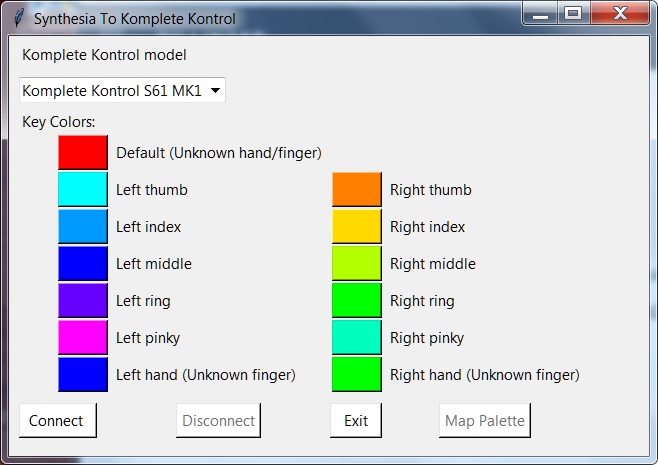 Synthesia To Komplete Kontrol
Komplete Kontrol model
Komplete Kontrol S61 MK1
Key Colors:
Default (Unknown hand/finger)
Left thumb Right thumb
Left index Right index
Left middle Right middle
Left ring Right ring
Left pinky Right pinky
Left hand (Unknown finger) Right hand (Unknown finger)
Connect Disconnect Exit Map Palette